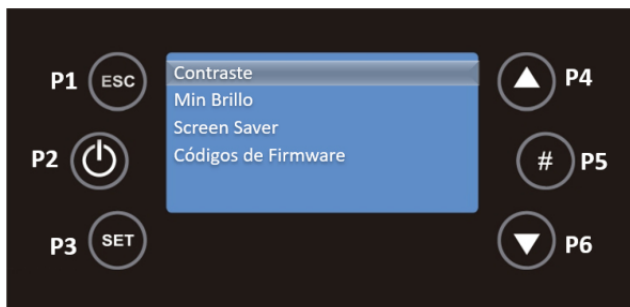 P1 ESC
Contraste
P4
Min Brillo
Screen Saver
P2
Códigos de Firmware
# P5
P3 SET
P6